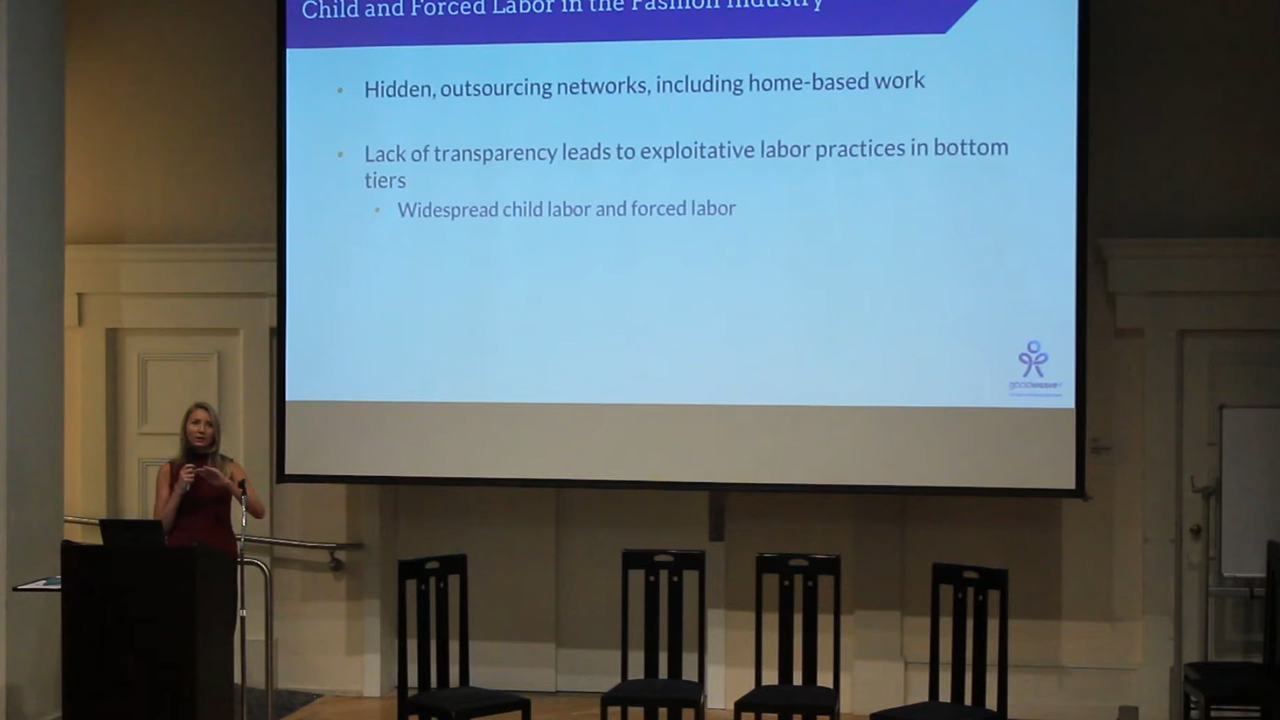 Child and Forced Labor in the Fashion Industry
• Hidden, outsourcing networks, including home-based work
• Lack of transparency leads to exploitative labor practices in bottom
tiers
• Widespread child labor and forced labor
goodweave